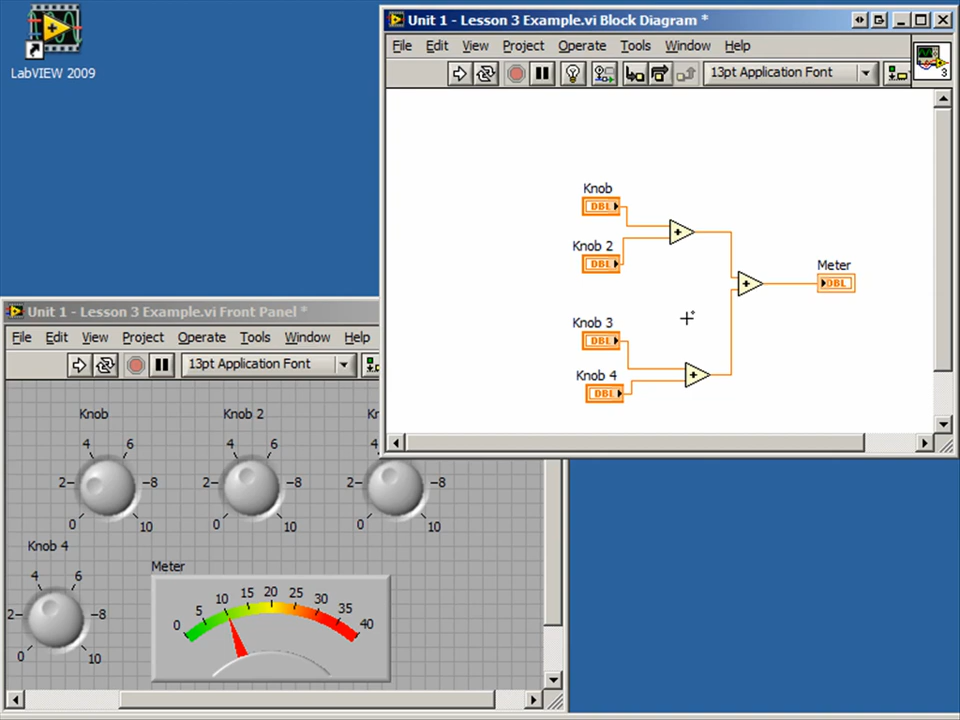 LabVIEW 2009
Unit 1 - Lesson 3 Example.vi Block Diagram *
File Edit View Project Operate Tools Window Help
13pt Application Font
3
Knob
DBL
Knob 2
DBL
Meter
DBL
Knob 3
DBL
Knob 4
DBL
Unit 1 - Lesson 3 Example.vi Front Panel *
File Edit View Project Operate Tools Window Help
13pt Application Font
Knob Knob 2 Kn
4 6 4 6 4
2 8 2 8 2 8
0 10 0 10 0 10
Knob 4
4 6
2 8
0 10
Meter
0 5 10 15 20 25 30 35 40